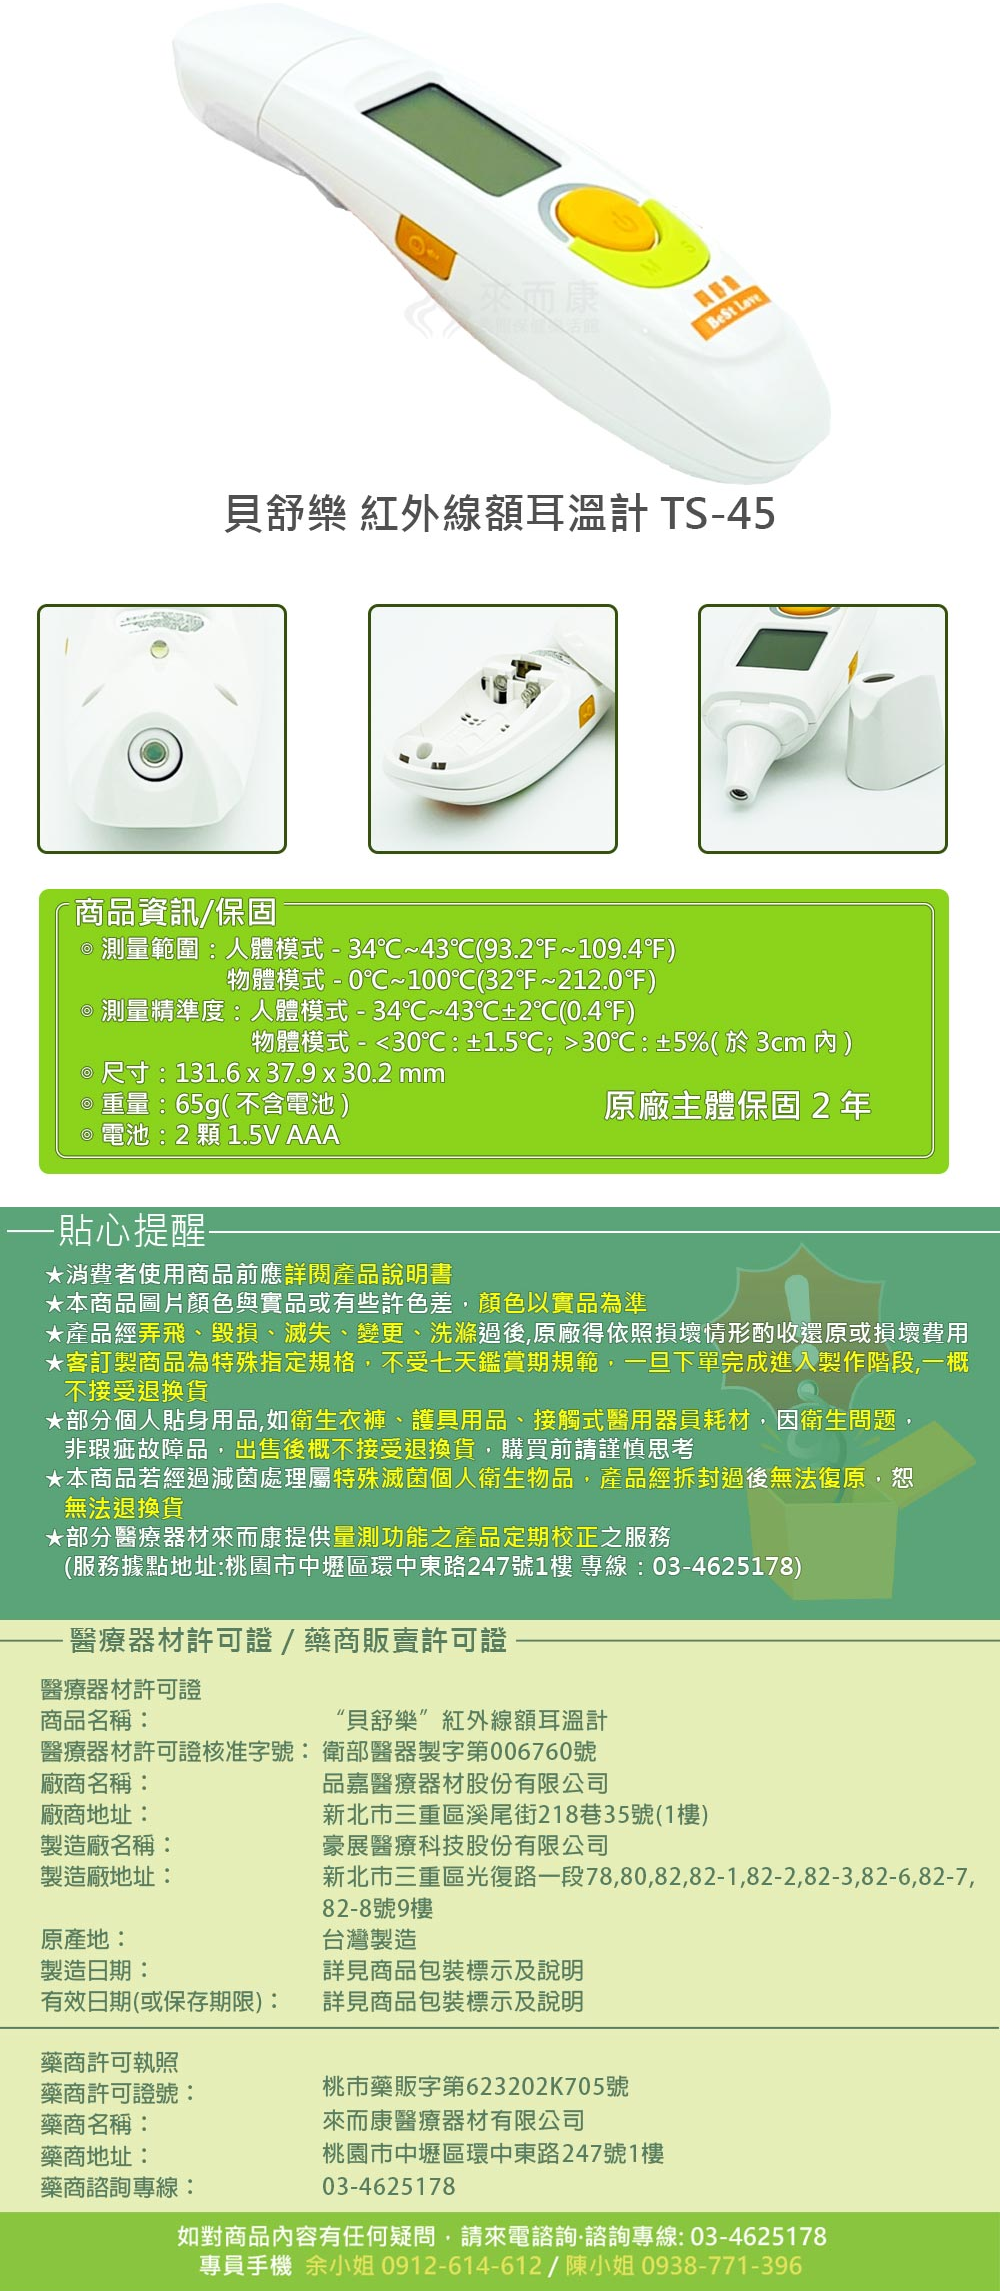 來而康
貝舒樂
BeSt Love
M
S
貝舒樂 紅外線額耳溫計 TS-45
商品資訊/保固
◎ 測量範圍：人體模式 - 34℃~43℃(93.2℉~109.4℉)
物體模式 - 0℃~100℃(32℉~212.0℉)
◎ 測量精準度：人體模式 - 34℃~43℃±2℃(0.4℉)
物體模式 - <30℃ : ±1.5℃; >30℃ : ±5%( 於 3cm 內 )
◎ 尺寸：131.6 x 37.9 x 30.2 mm
◎ 重量：65g( 不含電池 )
原廠主體保固 2 年
◎ 電池：2 顆 1.5V AAA
貼心提醒
★消費者使用商品前應詳閱產品說明書
★本商品圖片顏色與實品或有些許色差，顏色以實品為準
★產品經弄飛、毀損、滅失、變更、洗滌過後,原廠得依照損壞情形酌收還原或損壞費用
★客訂製商品為特殊指定規格，不受七天鑑賞期規範，一旦下單完成進入製作階段,一概
不接受退換貨
★部分個人貼身用品,如衛生衣褲、護具用品、接觸式醫用器具耗材，因衛生問題，
非瑕疵故障品，出售後概不接受退換貨，購買前請謹慎思考
★本商品若經過滅菌處理屬特殊滅菌個人衛生物品，產品經拆封過後無法復原，恕
無法退換貨
★部分醫療器材來而康提供量測功能之產品定期校正之服務
(服務據點地址:桃園市中壢區環中東路247號1樓 專線：03-4625178)
醫療器材許可證 / 藥商販賣許可證
醫療器材許可證
商品名稱： “貝舒樂”紅外線額耳溫計
醫療器材許可證核准字號： 衛部醫器製字第006760號
廠商名稱： 品嘉醫療器材股份有限公司
廠商地址： 新北市三重區溪尾街218巷35號(1樓)
製造廠名稱： 豪展醫療科技股份有限公司
製造廠地址： 新北市三重區光復路一段78,80,82,82-1,82-2,82-3,82-6,82-7,
82-8號9樓
原產地： 台灣製造
製造日期： 詳見商品包裝標示及說明
有效日期(或保存期限)： 詳見商品包裝標示及說明
藥商許可執照
藥商許可證號： 桃市藥販字第623202K705號
藥商名稱： 來而康醫療器材有限公司
藥商地址： 桃園市中壢區環中東路247號1樓
藥商諮詢專線： 03-4625178
如對商品內容有任何疑問，請來電諮詢·諮詢專線: 03-4625178
專員手機 余小姐 0912-614-612 / 陳小姐 0938-771-396